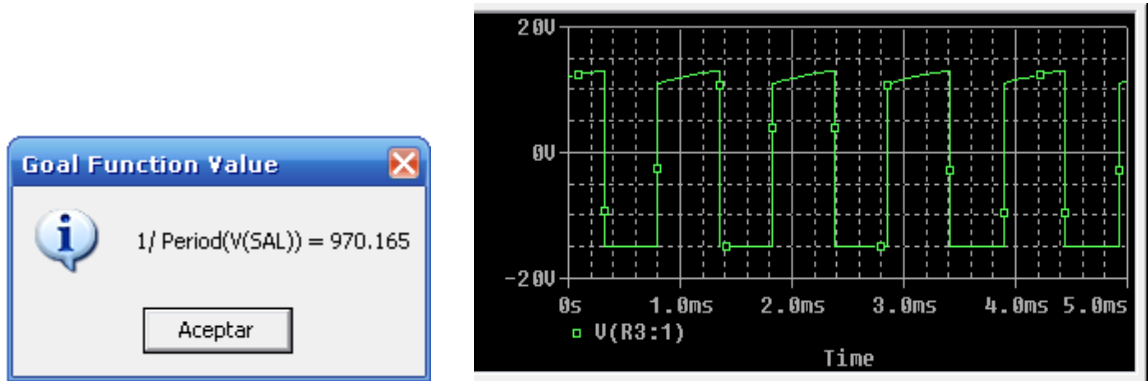 Goal Function Value
1/ Period(V(SAL)) = 970.165
Aceptar
20V
0V
-20V
0s 1.0ms 2.0ms 3.0ms 4.0ms 5.0ms
V(R3:1)
Time